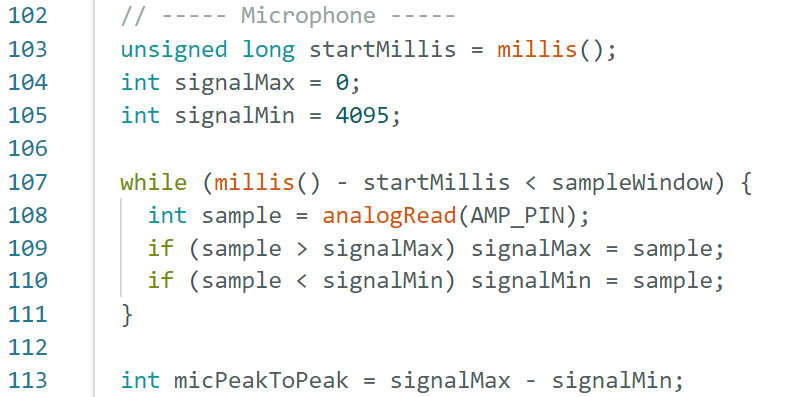 102 // ----- Microphone -----
103 unsigned long startMillis = millis();
104 int signalMax = 0;
105 int signalMin = 4095;
106
107 while (millis() - startMillis < sampleWindow) {
108 int sample = analogRead(AMP_PIN);
109 if (sample > signalMax) signalMax = sample;
110 if (sample < signalMin) signalMin = sample;
111 }
112
113 int micPeakToPeak = signalMax - signalMin;